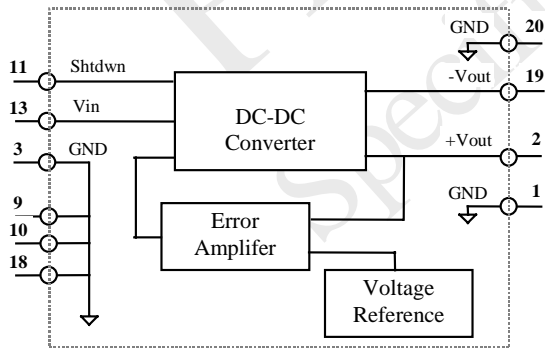 GND 20
11 Shtdwn
-Vout 19
13 Vin
DC-DC
Converter
+Vout 2
3 GND
GND 1
9
10
18
Error
Amplifer
Voltage
Reference